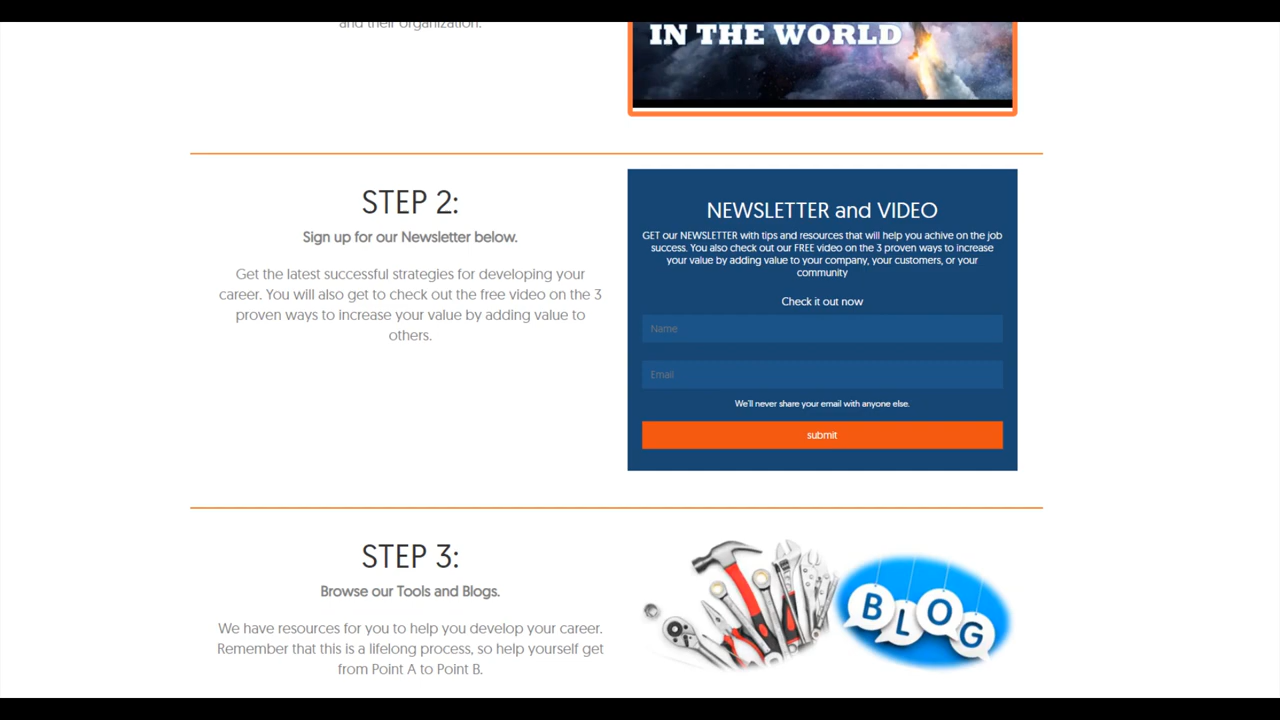 and their organization.
IN THE WORLD
STEP 2:
Sign up for our Newsletter below.
Get the latest successful strategies for developing your
career. You will also get to check out the free video on the 3
proven ways to increase your value by adding value to
others.
NEWSLETTER and VIDEO
GET our NEWSLETTER with tips and resources that will help you achive on the job
success. You also check out our FREE video on the 3 proven ways to increase
your value by adding value to your company, your customers, or your
community
Check it out now
Name
Email
We'll never share your email with anyone else.
submit
STEP 3:
Browse our Tools and Blogs.
We have resources for you to help you develop your career.
Remember that this is a lifelong process, so help yourself get
from Point A to Point B.
BLOG